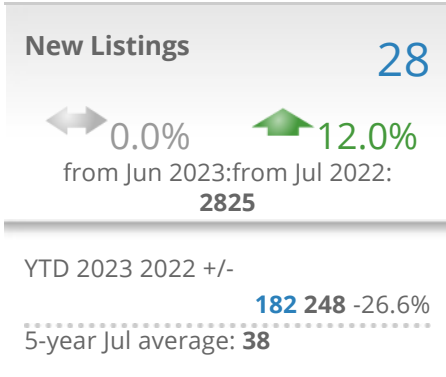 New Listings
28
0.0%
12.0%
from Jun 2023:from Jul 2022:
2825
YTD 2023 2022 +/-
182 248 -26.6%
5-year Jul average: 38